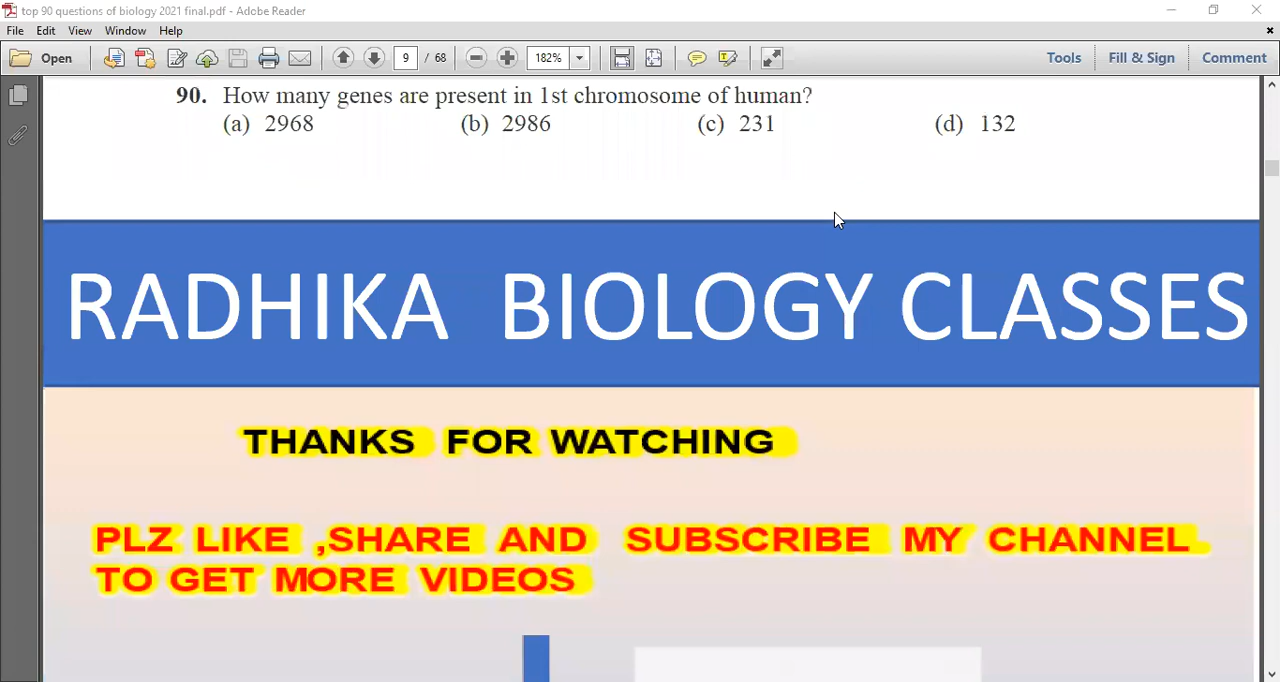 top 90 questions of biology 2021 final.pdf - Adobe Reader
File Edit View Window Help
Open 9 / 68 182% Tools Fill & Sign Comment
90. How many genes are present in 1st chromosome of human?
(a) 2968 (b) 2986 (c) 231 (d) 132
RADHIKA BIOLOGY CLASSES
THANKS FOR WATCHING
PLZ LIKE ,SHARE AND SUBSCRIBE MY CHANNEL
TO GET MORE VIDEOS